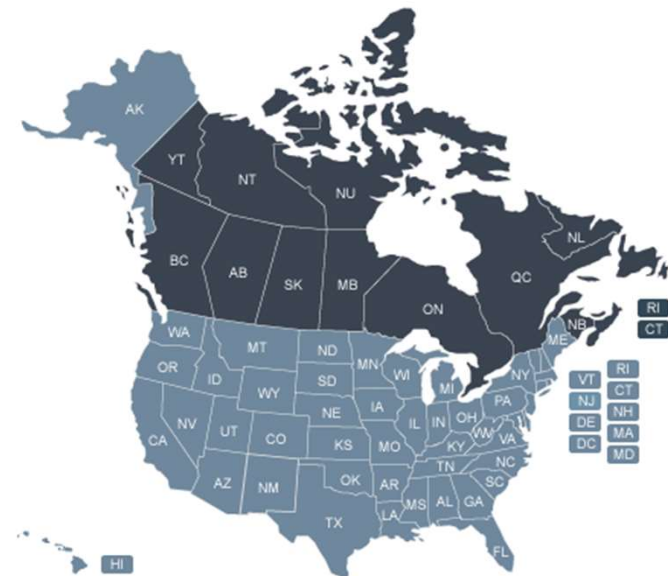 AK
YT
NT
NU
BC
AB
SK
MB
ON
QC
NL
NB
RI
CT
WA
OR
ID
MT
WY
ND
SD
NE
MN
WI
MI
IA
IL
IN
OH
NY
PA
ME
CA
NV
UT
CO
KS
MO
KY
WV
VA
AZ
NM
OK
AR
TN
NC
SC
TX
LA
MS
AL
GA
FL
HI
VT
RI
NJ
CT
DE
NH
DC
MA
MD